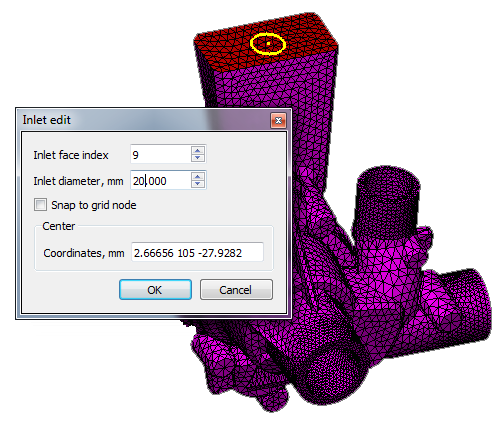 Inlet edit
Inlet face index 9
Inlet diameter, mm 20.000
Snap to grid node
Center
Coordinates, mm 2.66656 105 -27.9282
OK Cancel